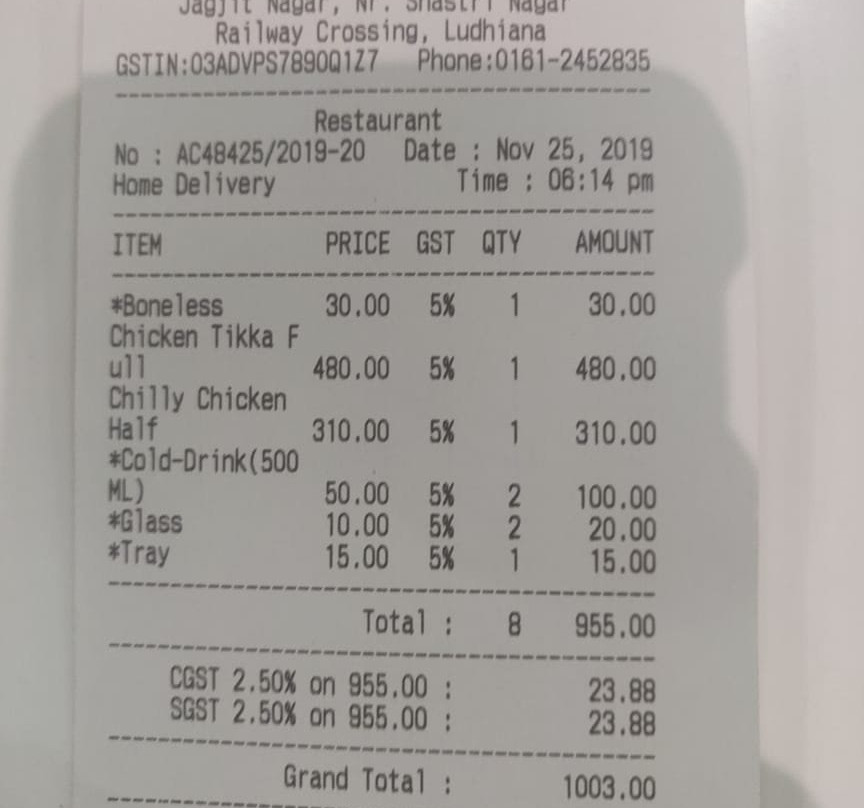 Jagjit Nagar, Nr. Shastri Nagar
Railway Crossing, Ludhiana
GSTIN:03ADVPS7890Q1Z7 Phone:0161-2452835
Restaurant
No : AC48425/2019-20 Date : Nov 25, 2019
Home Delivery Time : 06:14 pm
ITEM PRICE GST QTY AMOUNT
*Boneless 30.00 5% 1 30.00
Chicken Tikka F
ull 480.00 5% 1 480.00
Chilly Chicken
Half 310.00 5% 1 310.00
*Cold-Drink(500
ML) 50.00 5% 2 100.00
*Glass 10.00 5% 2 20.00
*Tray 15.00 5% 1 15.00
Total : 8 955.00
CGST 2.50% on 955.00 : 23.88
SGST 2.50% on 955.00 : 23.88
Grand Total : 1003.00